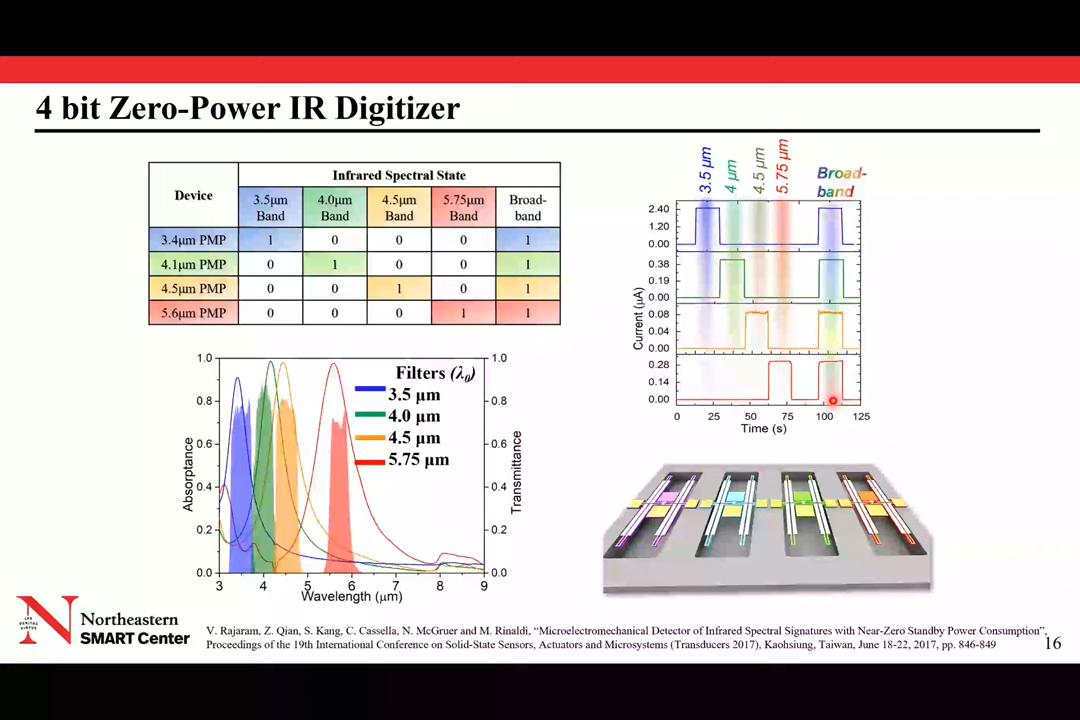 4 bit Zero-Power IR Digitizer
Device
Infrared Spectral State
3.5μm Band
4.0μm Band
4.5μm Band
5.75μm Band
Broad-band
3.4μm PMP 1 0 0 0 1
4.1μm PMP 0 1 0 0 1
4.5μm PMP 0 0 1 0 1
5.6μm PMP 0 0 0 1 1
3.5 μm
4 μm
4.5 μm
5.75 μm
Broad-
band
2.40
1.20
0.00
0.38
0.19
0.00
0.08
0.04
0.00
0.28
0.14
0.00
Current (μA)
0 25 50 75 100 125
Time (s)
1.0
0.8
0.6
0.4
0.2
0.0
Absorptance
Filters (λ0)
3.5 μm
4.0 μm
4.5 μm
5.75 μm
1.0
0.8
0.6
0.4
0.2
0.0
Transmittance
3 4 5 6 7 8 9
Wavelength (μm)
N
LVX VERITAS VIRTVS
Northeastern
SMART Center
V. Rajaram, Z. Qian, S. Kang, C. Cassella, N. McGruer and M. Rinaldi, “Microelectromechanical Detector of Infrared Spectral Signatures with Near-Zero Standby Power Consumption”,
Proceedings of the 19th International Conference on Solid-State Sensors, Actuators and Microsystems (Transducers 2017), Kaohsiung, Taiwan, June 18-22, 2017, pp. 846-849
16